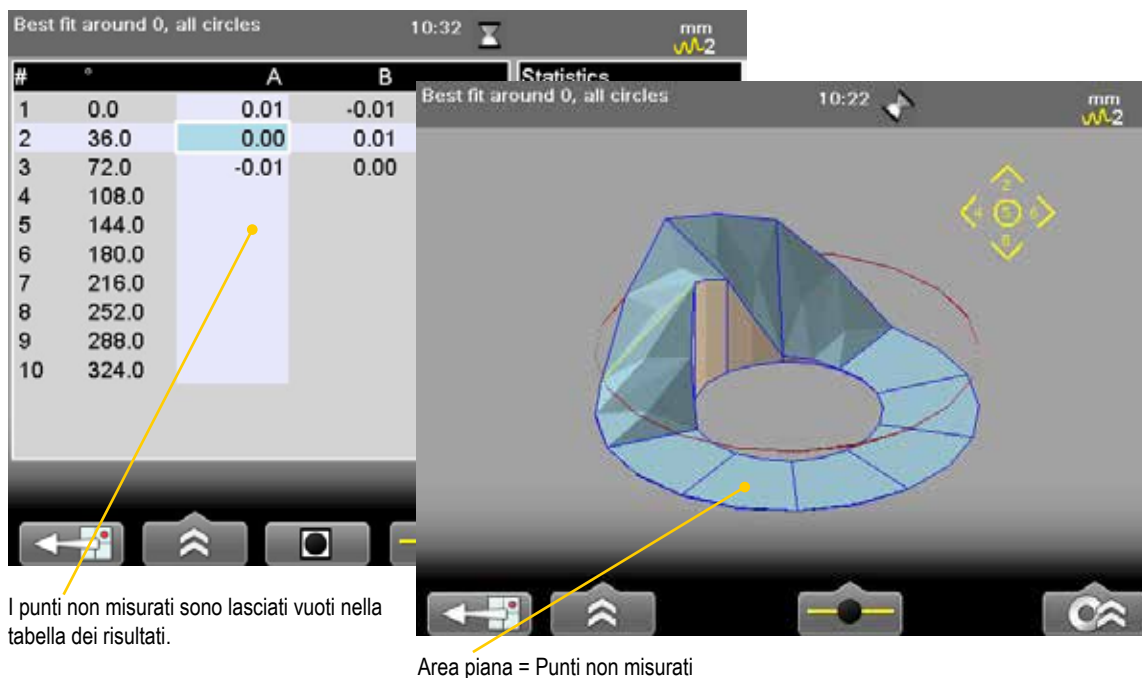 Best fit around 0, all circles 10:32 mm
2
# ° A B Statistics
1 0.0 0.01 -0.01
2 36.0 0.00 0.01
3 72.0 -0.01 0.00
4 108.0
5 144.0
6 180.0
7 216.0
8 252.0
9 288.0
10 324.0
Best fit around 0, all circles 10:22 mm
2
2
4 5 6
8
I punti non misurati sono lasciati vuoti nella
tabella dei risultati.
Area piana = Punti non misurati